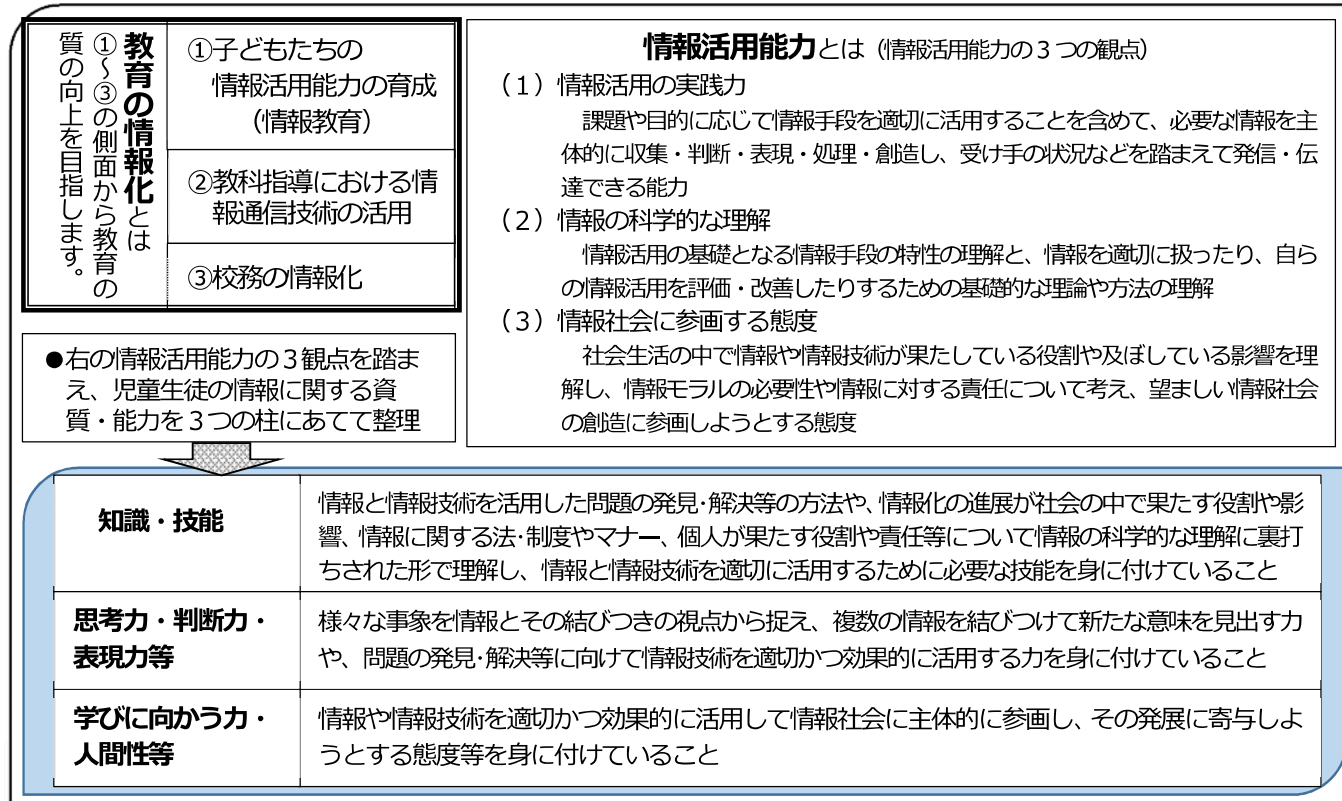 教育の情報化とは
①～③の側面から教育の
質の向上を目指します。
①子どもたちの
情報活用能力の育成
（情報教育）
②教科指導における情
報通信技術の活用
③校務の情報化
●右の情報活用能力の３観点を踏ま
え、児童生徒の情報に関する資
質・能力を３つの柱にあてて整理
情報活用能力とは（情報活用能力の３つの観点）
（１）情報活用の実践力
課題や目的に応じて情報手段を適切に活用することを含めて、必要な情報を主
体的に収集・判断・表現・処理・創造し、受け手の状況などを踏まえて発信・伝
達できる能力
（２）情報の科学的な理解
情報活用の基礎となる情報手段の特性の理解と、情報を適切に扱ったり、自ら
の情報活用を評価・改善したりするための基礎的な理論や方法の理解
（３）情報社会に参画する態度
社会生活の中で情報や情報技術が果たしている役割や及ぼしている影響を理
解し、情報モラルの必要性や情報に対する責任について考え、望ましい情報社会
の創造に参画しようとする態度
知識・技能
情報と情報技術を活用した問題の発見･解決等の方法や、情報化の進展が社会の中で果たす役割や影
響、情報に関する法･制度やマナー、個人が果たす役割や責任等について情報の科学的な理解に裏打
ちされた形で理解し、情報と情報技術を適切に活用するために必要な技能を身に付けていること
思考力・判断力・
表現力等
様々な事象を情報とその結びつきの視点から捉え、複数の情報を結びつけて新たな意味を見出す力
や、問題の発見･解決等に向けて情報技術を適切かつ効果的に活用する力を身に付けていること
学びに向かう力・
人間性等
情報や情報技術を適切かつ効果的に活用して情報社会に主体的に参画し、その発展に寄与しよ
うとする態度等を身に付けていること